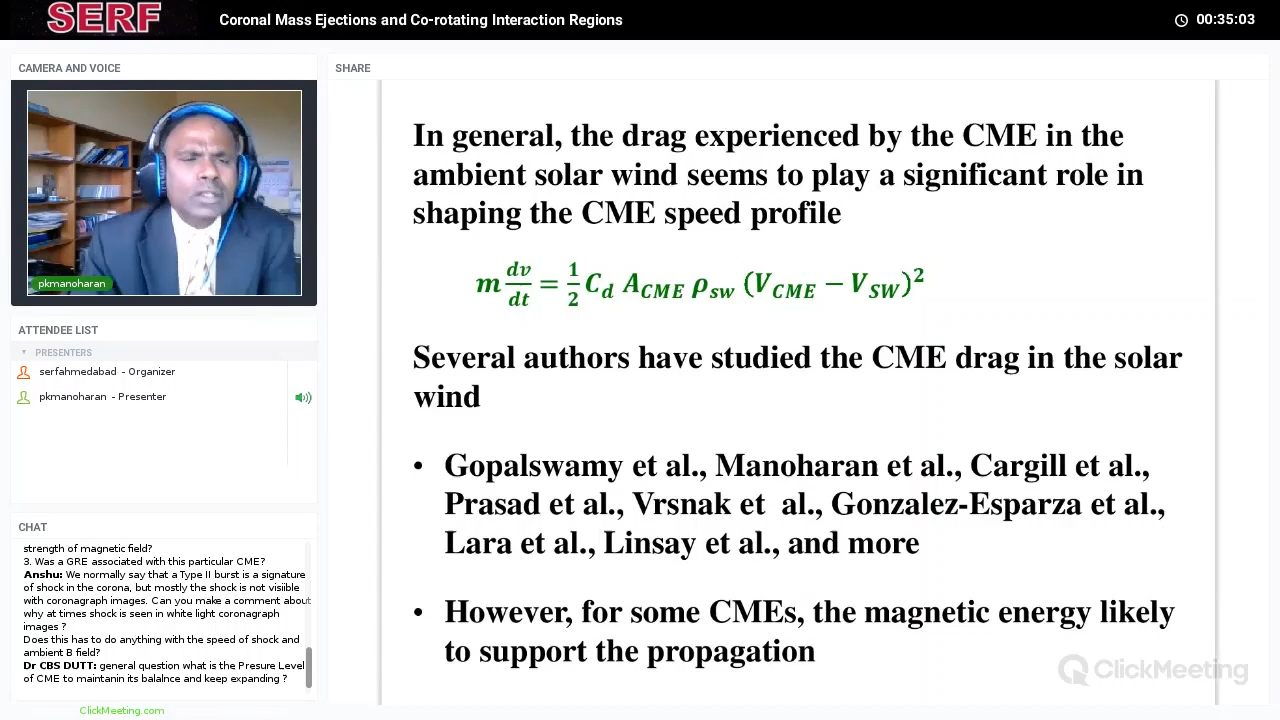 SERF
Coronal Mass Ejections and Co-rotating Interaction Regions
00:35:03
CAMERA AND VOICE
pkmanoharan
ATTENDEE LIST
PRESENTERS
serfahmedabad - Organizer
pkmanoharan - Presenter
CHAT
strength of magnetic field?
3. Was a GRE associated with this particular CME?
Anshu: We normally say that a Type II burst is a signature
of shock in the corona, but mostly the shock is not visiible
with coronagraph images. Can you make a comment about
why at times shock is seen in white light coronagraph
images ?
Does this has to do anything with the speed of shock and
ambient B field?
Dr CBS DUTT: general question what is the Presure Level
of CME to maintanin its balalnce and keep expanding ?
ClickMeeting.com
SHARE
In general, the drag experienced by the CME in the
ambient solar wind seems to play a significant role in
shaping the CME speed profile
m dv/dt = 1/2 C_d A_CME ρ_sw (V_CME − V_SW)²
Several authors have studied the CME drag in the solar
wind
• Gopalswamy et al., Manoharan et al., Cargill et al.,
Prasad et al., Vrsnak et al., Gonzalez-Esparza et al.,
Lara et al., Linsay et al., and more
• However, for some CMEs, the magnetic energy likely
to support the propagation
ClickMeeting